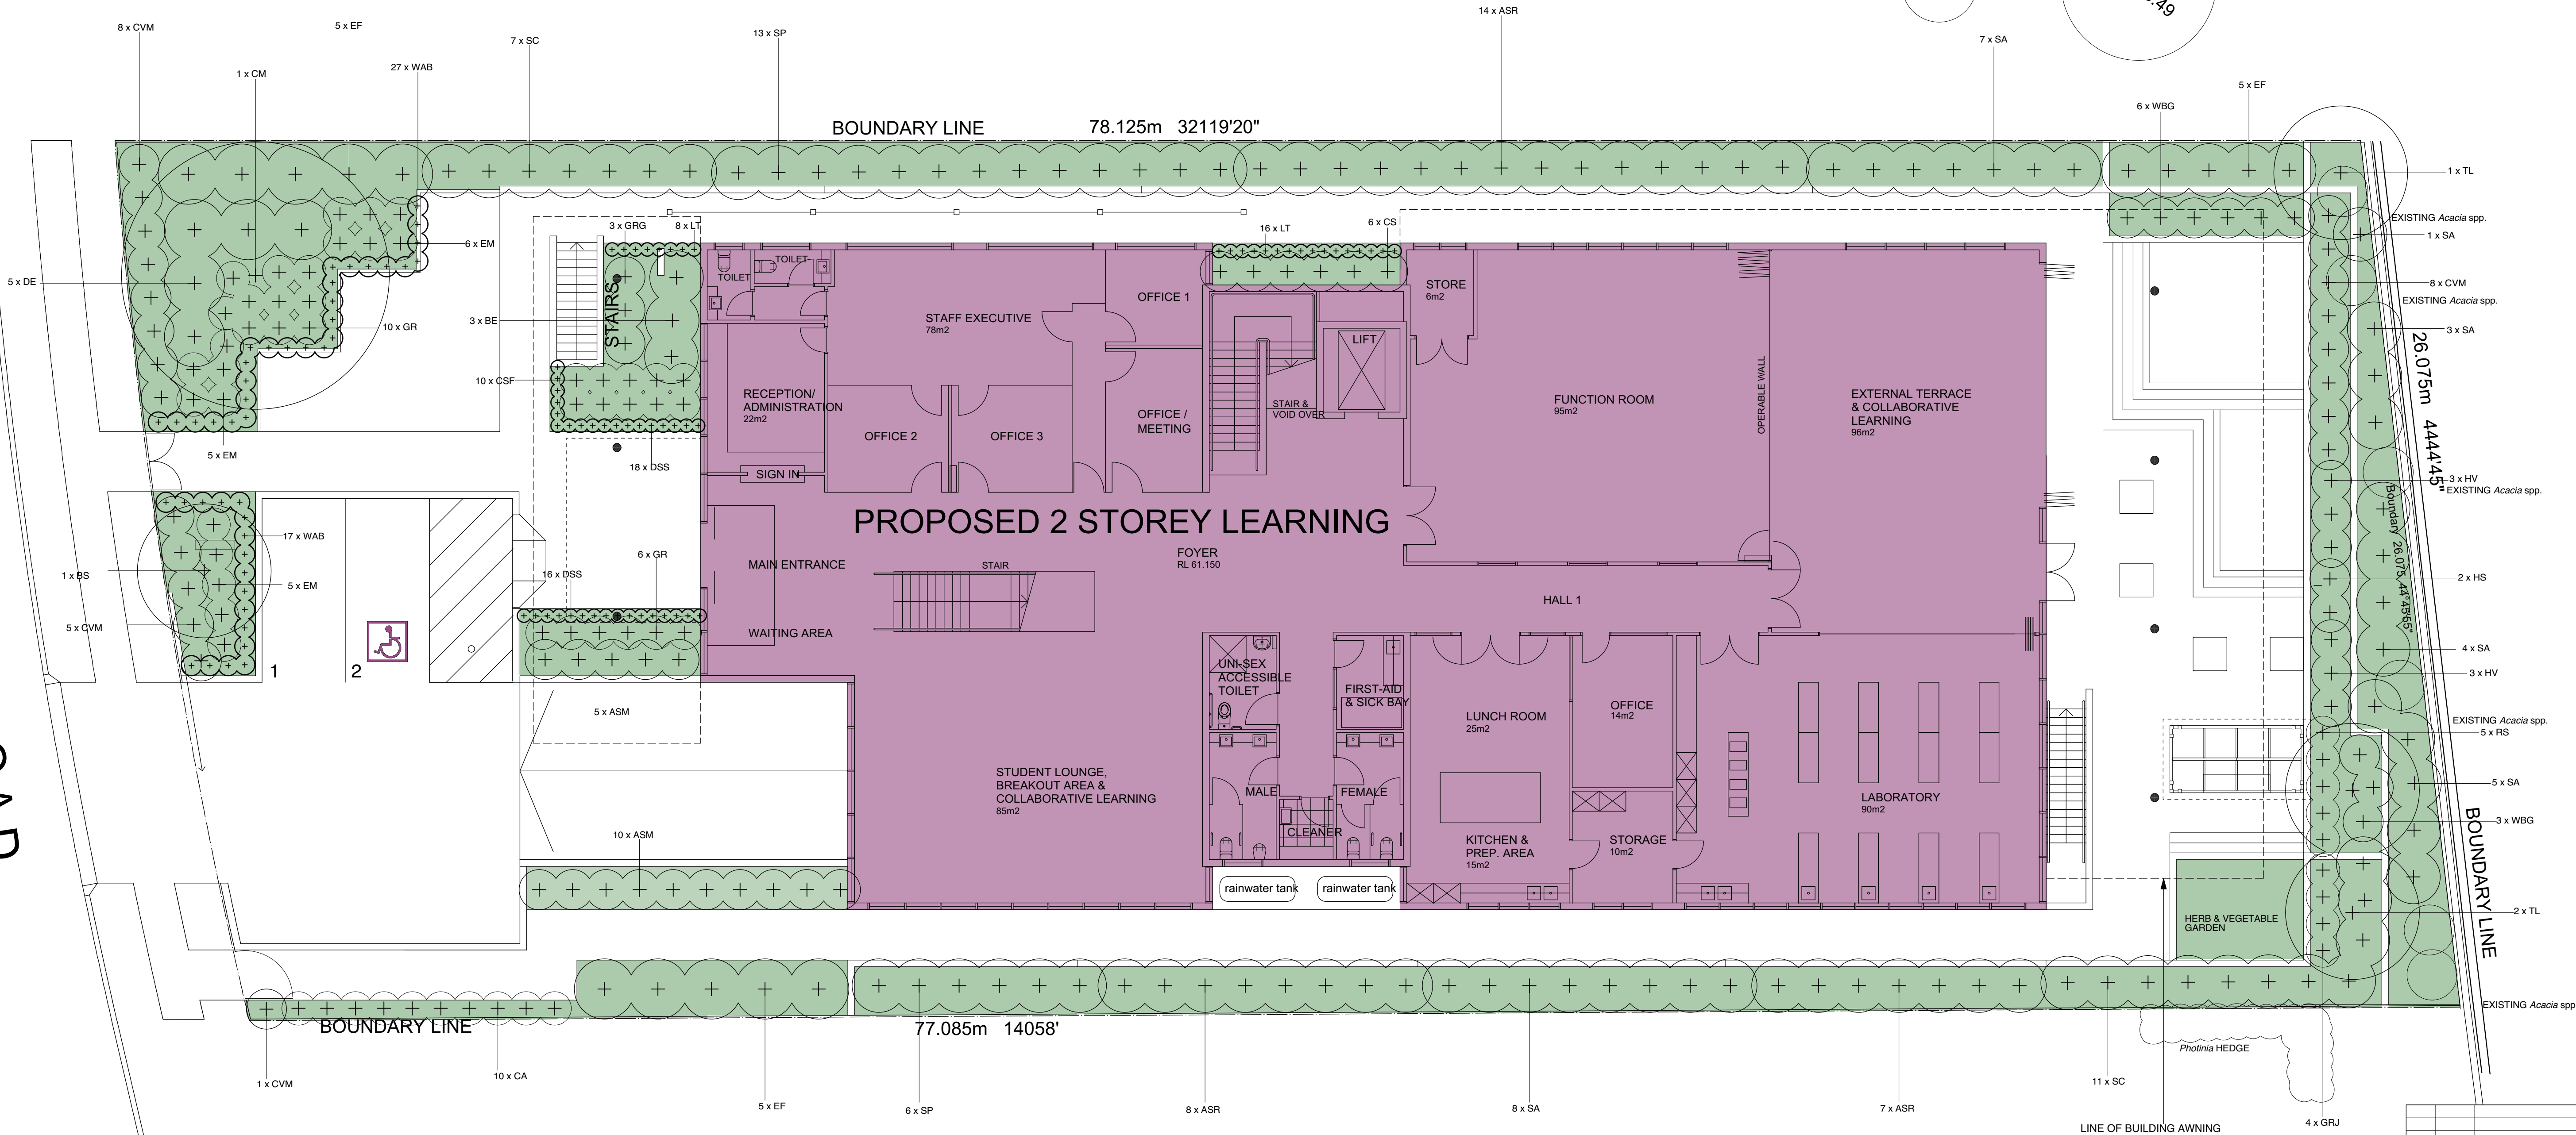 .49
14 x ASR
8 x CVM
5 x EF
13 x SP
7 x SC
7 x SA
27 x WAB
1 x CM
5 x EF
6 x WBG
BOUNDARY LINE
78.125m 32119'20"
1 x TL
EXISTING Acacia spp.
1 x SA
3 x GRG
8 x LT
16 x LT
6 x CS
6 x EM
5 x DE
8 x CVM
EXISTING Acacia spp.
3 x SA
10 x GR
3 x BE
STAIRS
10 x CSF
5 x EM
18 x DSS
TOILET
TOILET
STAFF EXECUTIVE
78m2
OFFICE 1
STORE
6m2
LIFT
RECEPTION/
ADMINISTRATION
22m2
OFFICE 2
OFFICE 3
OFFICE /
MEETING
STAIR &
VOID OVER
FUNCTION ROOM
95m2
OPERABLE WALL
EXTERNAL TERRACE
& COLLABORATIVE
LEARNING
96m2
26.075m 4444'45"
SIGN IN
3 x HV
EXISTING Acacia spp.
Boundary 26.075 44°45'55"
PROPOSED 2 STOREY LEARNING
17 x WAB
1 x BS
5 x EM
5 x CVM
6 x GR
16 x DSS
MAIN ENTRANCE
STAIR
FOYER
RL 61.150
HALL 1
2 x HS
WAITING AREA
1
2
5 x ASM
UNI-SEX
ACCESSIBLE
TOILET
FIRST-AID
& SICK BAY
LUNCH ROOM
25m2
OFFICE
14m2
4 x SA
3 x HV
EXISTING Acacia spp.
5 x RS
STUDENT LOUNGE,
BREAKOUT AREA &
COLLABORATIVE LEARNING
85m2
MALE
FEMALE
CLEANER
KITCHEN &
PREP. AREA
15m2
STORAGE
10m2
LABORATORY
90m2
5 x SA
3 x WBG
BOUNDARY LINE
10 x ASM
rainwater tank
rainwater tank
HERB & VEGETABLE
GARDEN
2 x TL
EXISTING Acacia spp
BOUNDARY LINE
77.085m 14058'
Photinia HEDGE
1 x CVM
10 x CA
5 x EF
6 x SP
8 x ASR
8 x SA
7 x ASR
11 x SC
LINE OF BUILDING AWNING
4 x GRJ